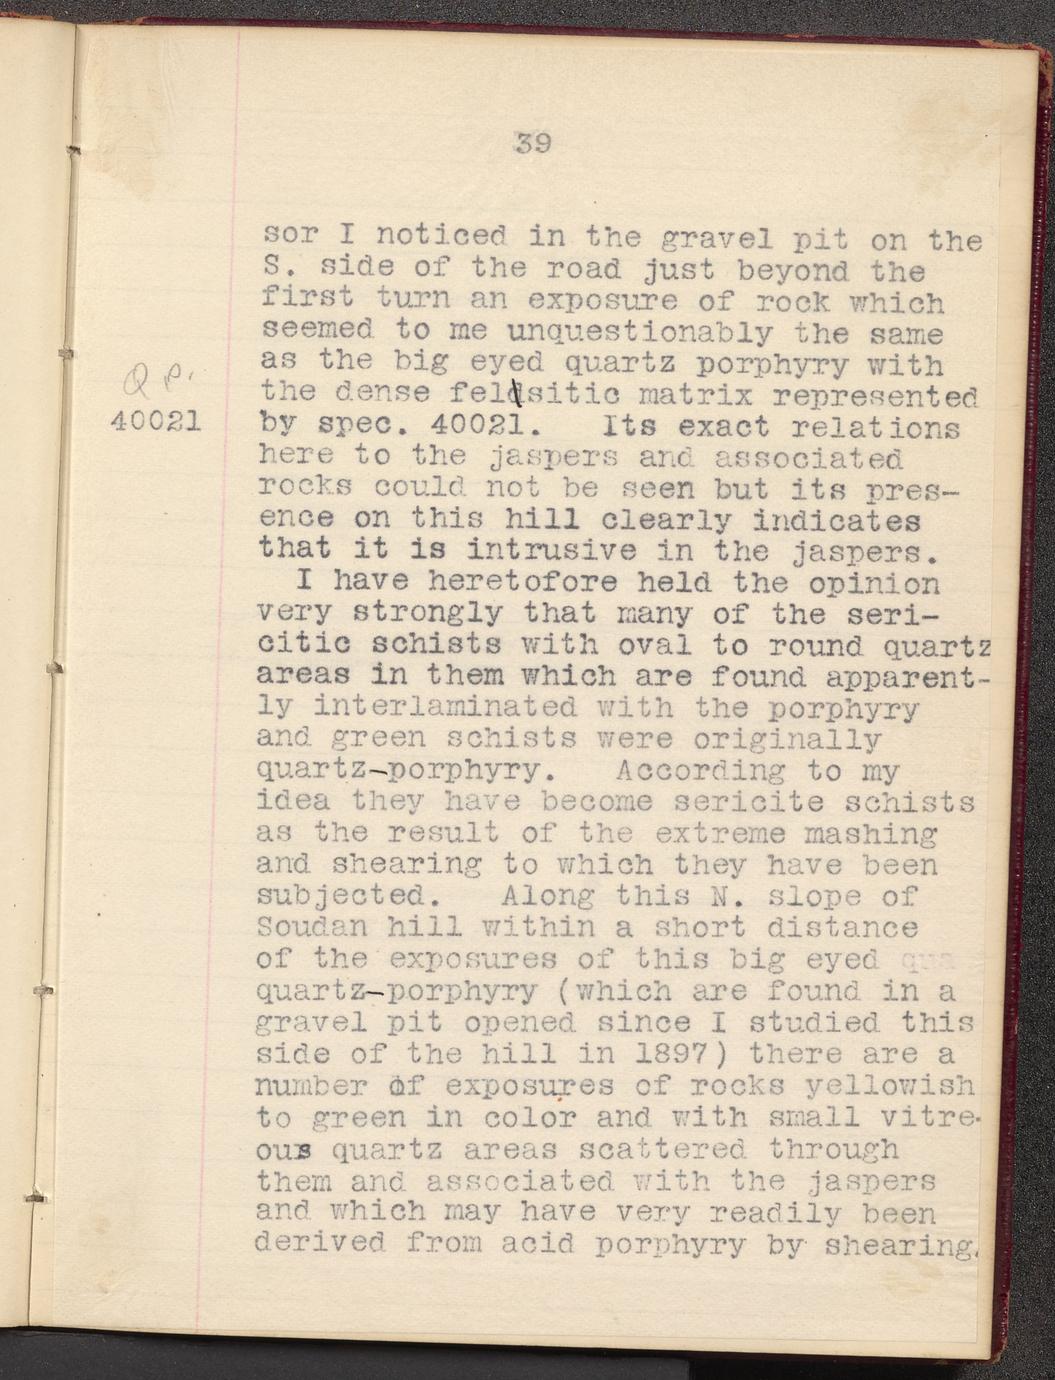 39
sor I noticed in the gravel pit on the
S. side of the road just beyond the
first turn an exposure of rock which
seemed to me unquestionably the same
as the big eyed quartz porphyry with
Q P.
the dense feldsitic matrix represented
40021
by spec. 40021.   Its exact relations
here to the jaspers and associated
rocks could not be seen but its pres-
ence on this hill clearly indicates
that it is intrusive in the jaspers.
I have heretofore held the opinion
very strongly that many of the seri-
citic schists with oval to round quartz
areas in them which are found apparent-
ly interlaminated with the porphyry
and green schists were originally
quartz-porphyry.   According to my
idea they have become sericite schists
as the result of the extreme mashing
and shearing to which they have been
subjected.   Along this N. slope of
Soudan hill within a short distance
of the exposures of this big eyed qua
quartz-porphyry (which are found in a
gravel pit opened since I studied this
side of the hill in 1897) there are a
number of exposures of rocks yellowish
to green in color and with small vitre-
ous quartz areas scattered through
them and associated with the jaspers
and which may have very readily been
derived from acid porphyry by shearing.